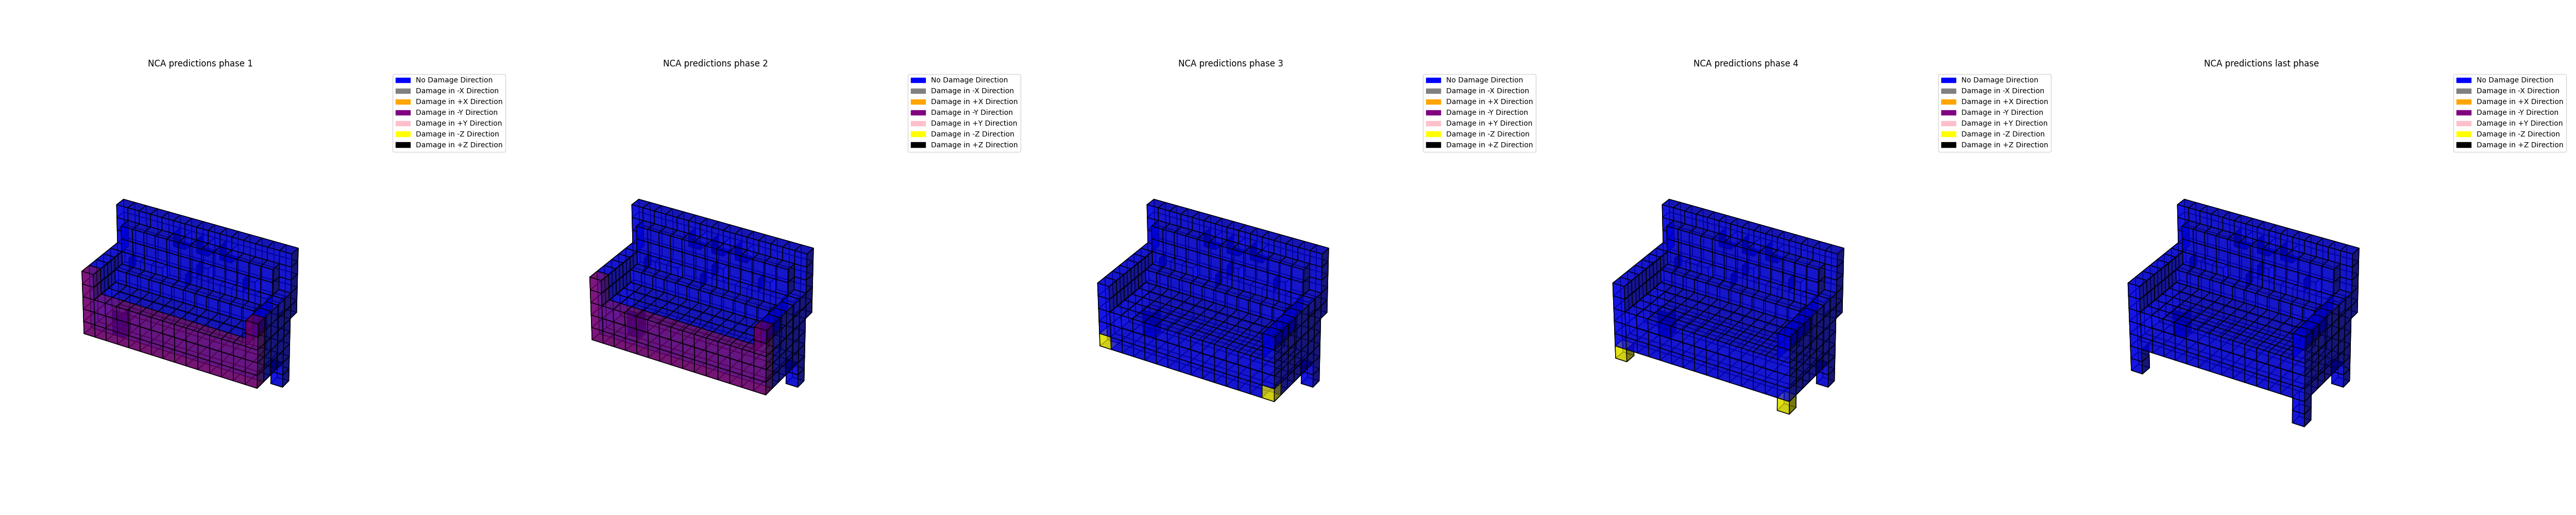 NCA predictions phase 1
No Damage Direction
Damage in -X Direction
Damage in +X Direction
Damage in -Y Direction
Damage in +Y Direction
Damage in -Z Direction
Damage in +Z Direction
NCA predictions phase 2
No Damage Direction
Damage in -X Direction
Damage in +X Direction
Damage in -Y Direction
Damage in +Y Direction
Damage in -Z Direction
Damage in +Z Direction
NCA predictions phase 3
No Damage Direction
Damage in -X Direction
Damage in +X Direction
Damage in -Y Direction
Damage in +Y Direction
Damage in -Z Direction
Damage in +Z Direction
NCA predictions phase 4
No Damage Direction
Damage in -X Direction
Damage in +X Direction
Damage in -Y Direction
Damage in +Y Direction
Damage in -Z Direction
Damage in +Z Direction
NCA predictions last phase
No Damage Direction
Damage in -X Direction
Damage in +X Direction
Damage in -Y Direction
Damage in +Y Direction
Damage in -Z Direction
Damage in +Z Direction